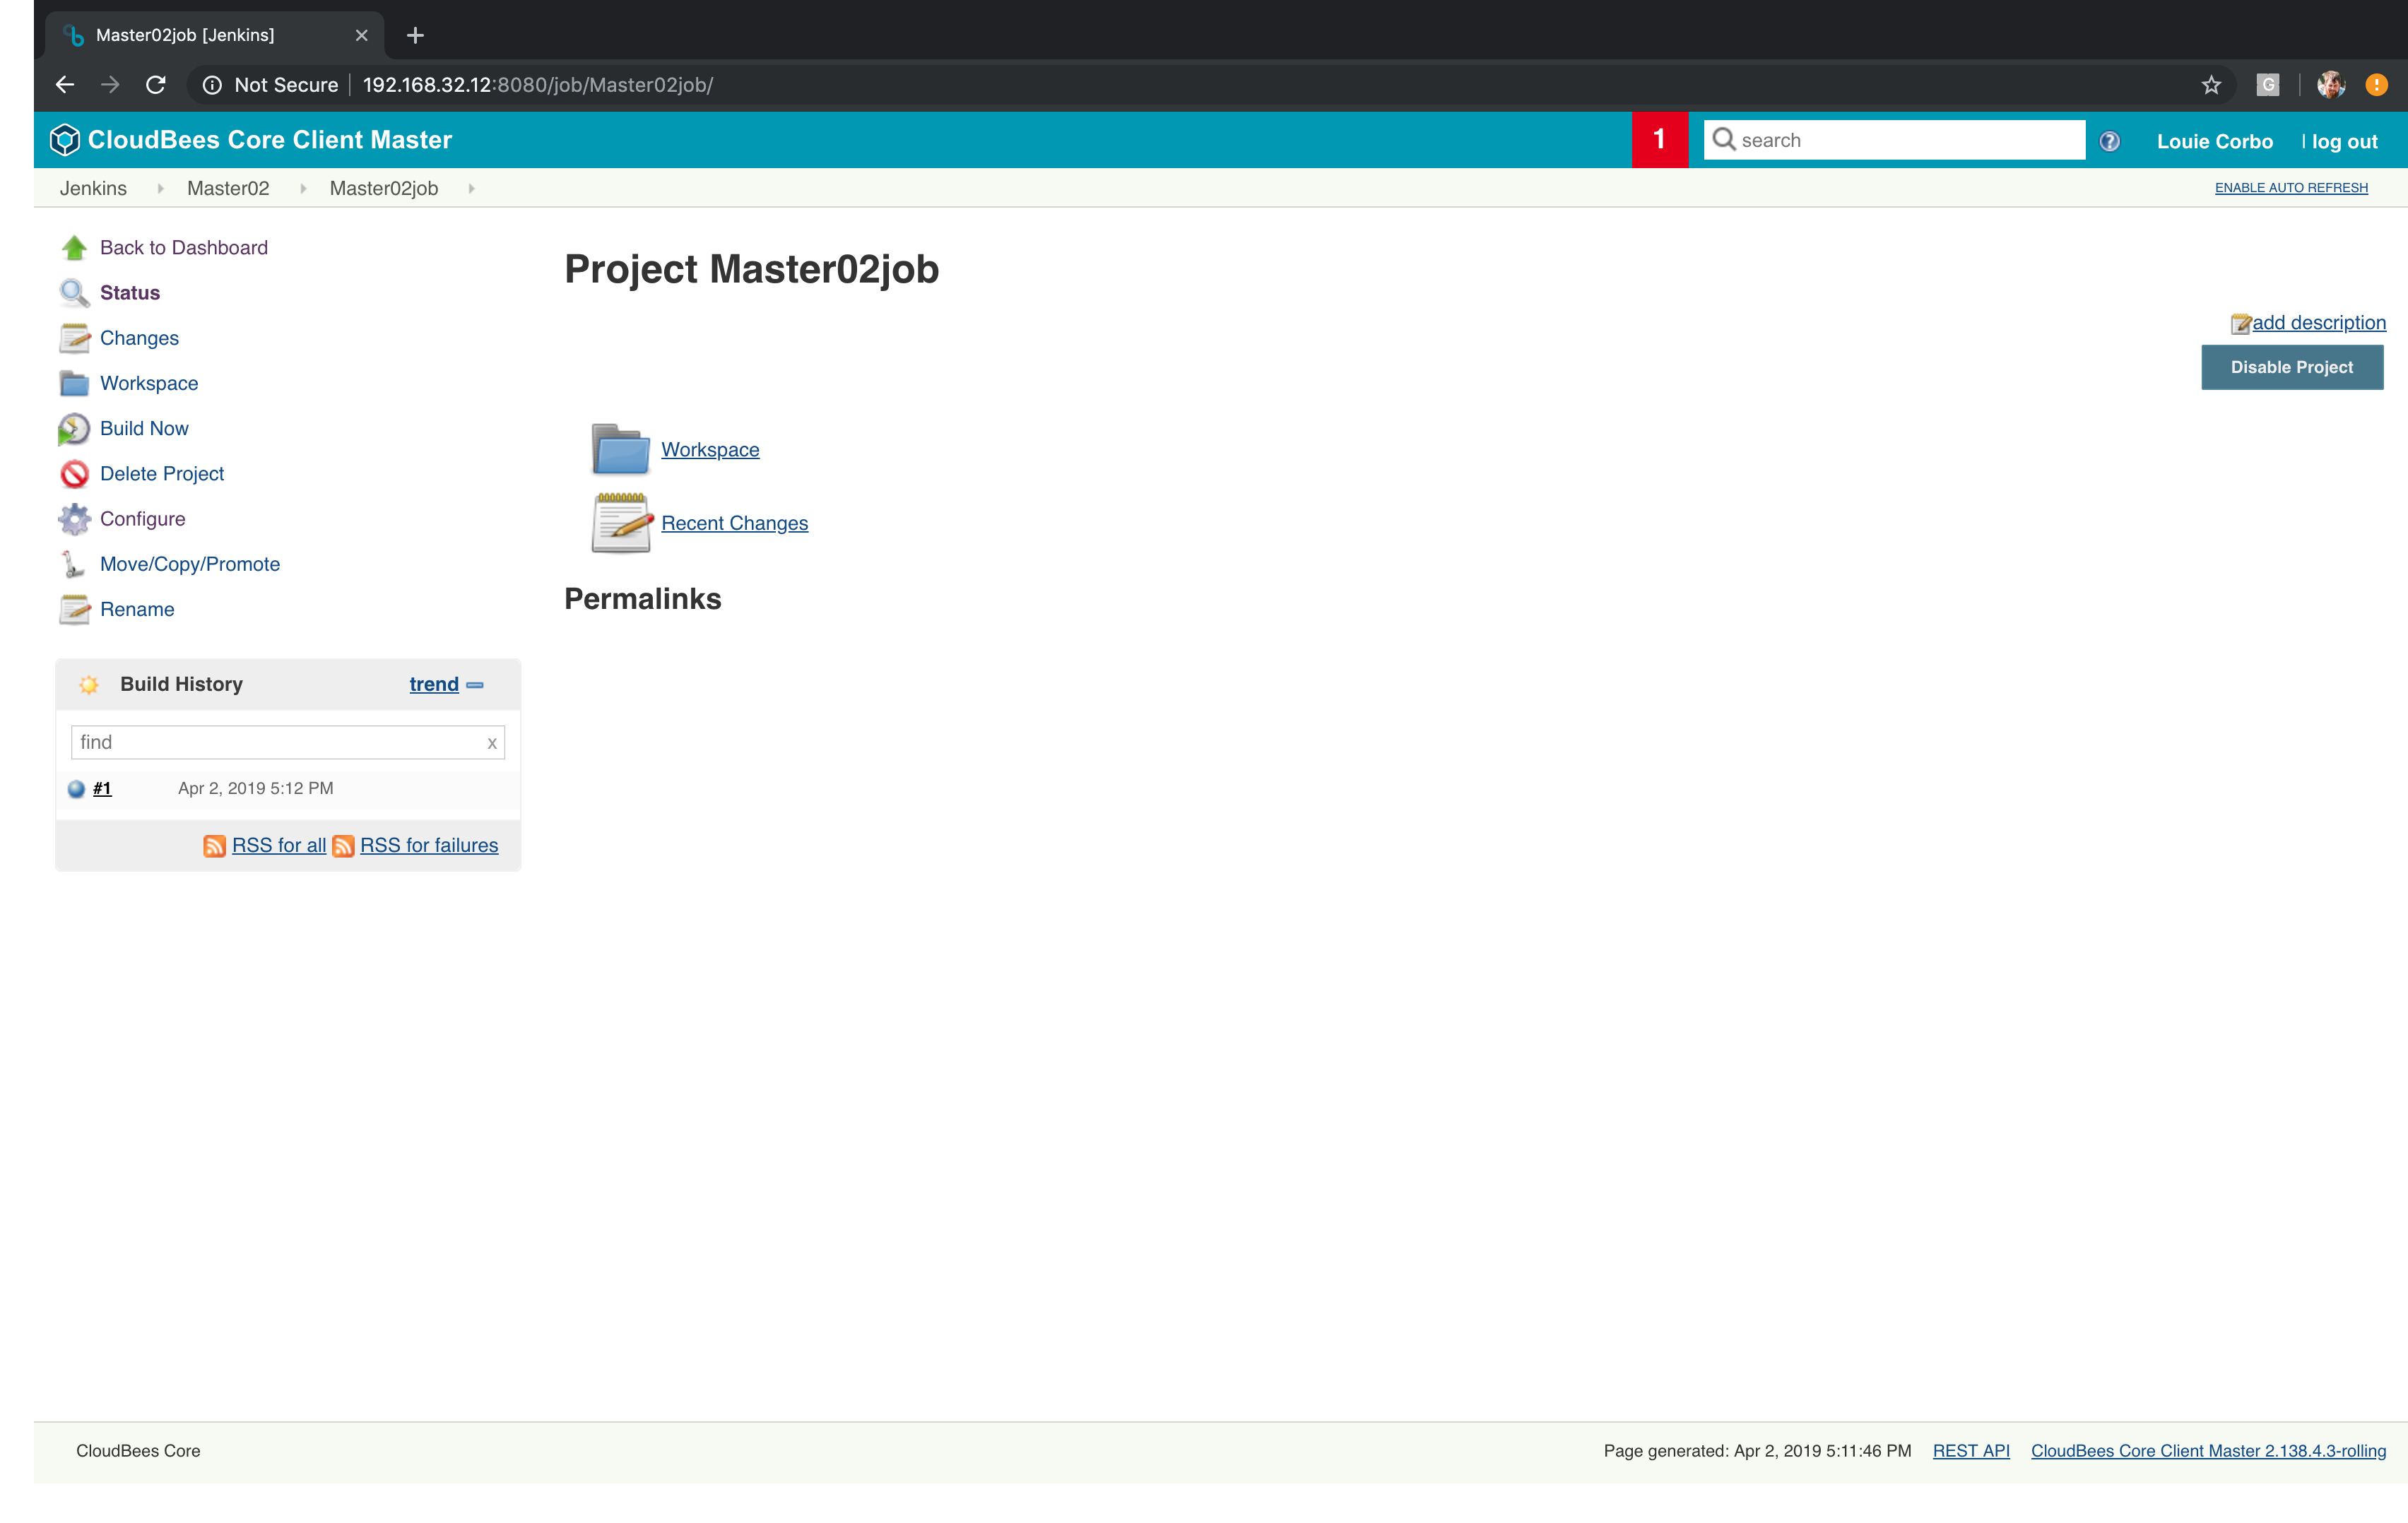 Master02job [Jenkins]
Not Secure 192.168.32.12:8080/job/Master02job/
G
CloudBees Core Client Master 1 search ? Louie Corbo | log out
Jenkins Master02 Master02job ENABLE AUTO REFRESH
Back to Dashboard
Status
Changes
Workspace
Build Now
Delete Project
Configure
Move/Copy/Promote
Rename
Project Master02job
add description
Disable Project
Workspace
Recent Changes
Permalinks
Build History trend
find x
#1 Apr 2, 2019 5:12 PM
RSS for all RSS for failures
CloudBees Core Page generated: Apr 2, 2019 5:11:46 PM REST API CloudBees Core Client Master 2.138.4.3-rolling